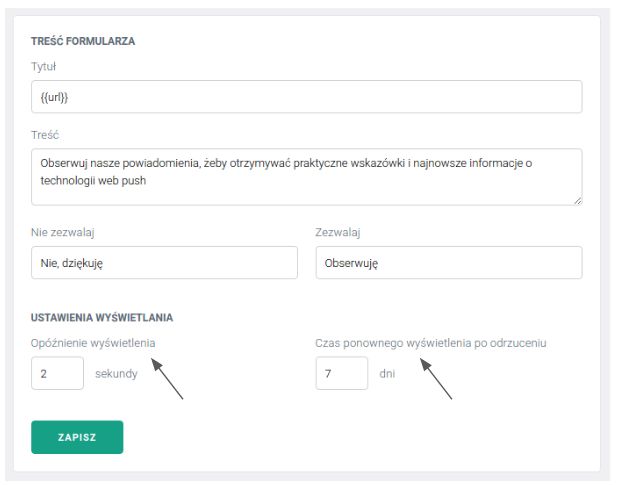 TREŚĆ FORMULARZA
Tytuł
{{url}}
Treść
Obserwuj nasze powiadomienia, żeby otrzymywać praktyczne wskazówki i najnowsze informacje o
technologii web push
Nie zezwalaj
Zezwalaj
Nie, dziękuję
Obserwuję
USTAWIENIA WYŚWIETLANIA
Opóźnienie wyświetlenia
Czas ponownego wyświetlenia po odrzuceniu
2 sekundy
7 dni
ZAPISZ